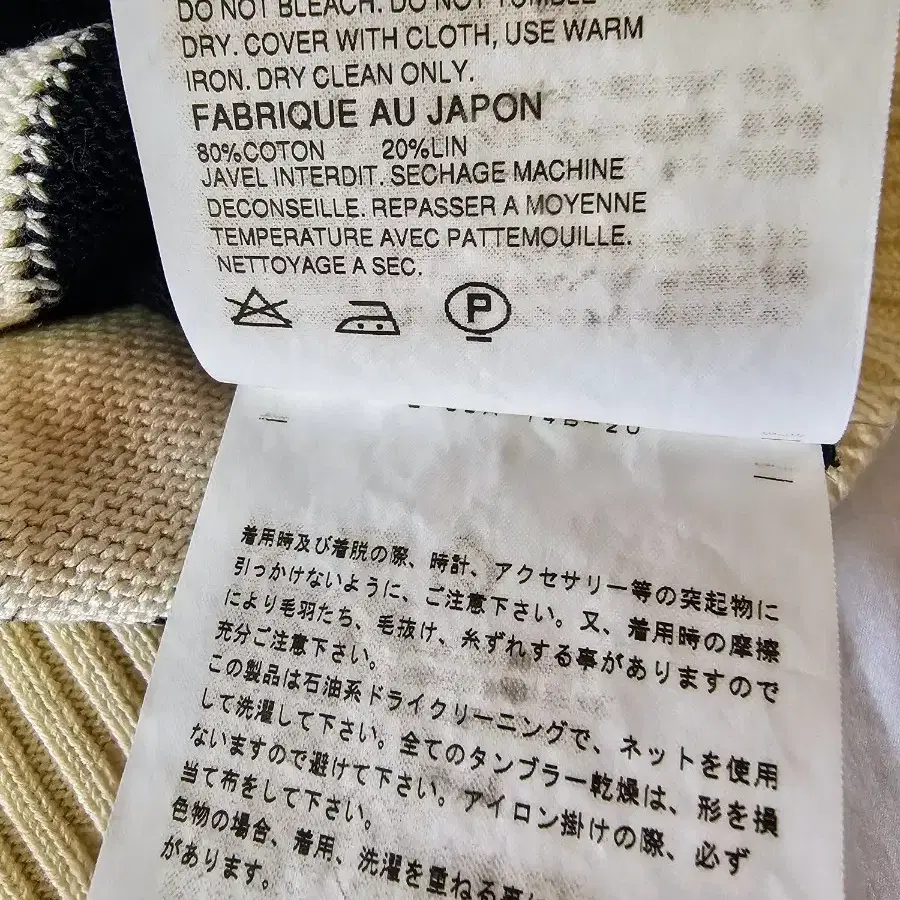 DO NOT BLEACH. DO NOT TUMBLE
DRY. COVER WITH CLOTH, USE WARM
IRON. DRY CLEAN ONLY.
FABRIQUE AU JAPON
80%COTON 20%LIN
JAVEL INTERDIT. SECHAGE MACHINE
DECONSEILLE. REPASSER A MOYENNE
TEMPERATURE AVEC PATTEMOUILLE.
NETTOYAGE A SEC.
P
着用時及び着脱の際、時計、アクセサリー等の突起物に
引っかけないように、ご注意下さい。又、着用時の摩擦
により毛羽たち、毛抜け、糸ずれする事がありますので
充分ご注意下さい。
この製品は石油系ドライクリーニングで、ネットを使用
して洗濯して下さい。全てのタンブラー乾燥は、形を損
ないますので避けて下さい。アイロン掛けの際、必ず
当て布をして下さい。
色物の場合、着用、洗濯を重ねる事に
があります。